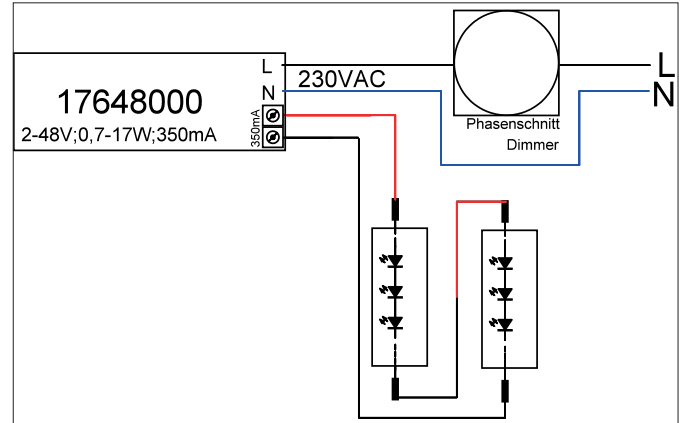 L
230VAC
L
N
N
17648000
2-48V;0,7-17W;350mA
350mA
Phasenschnitt
Dimmer